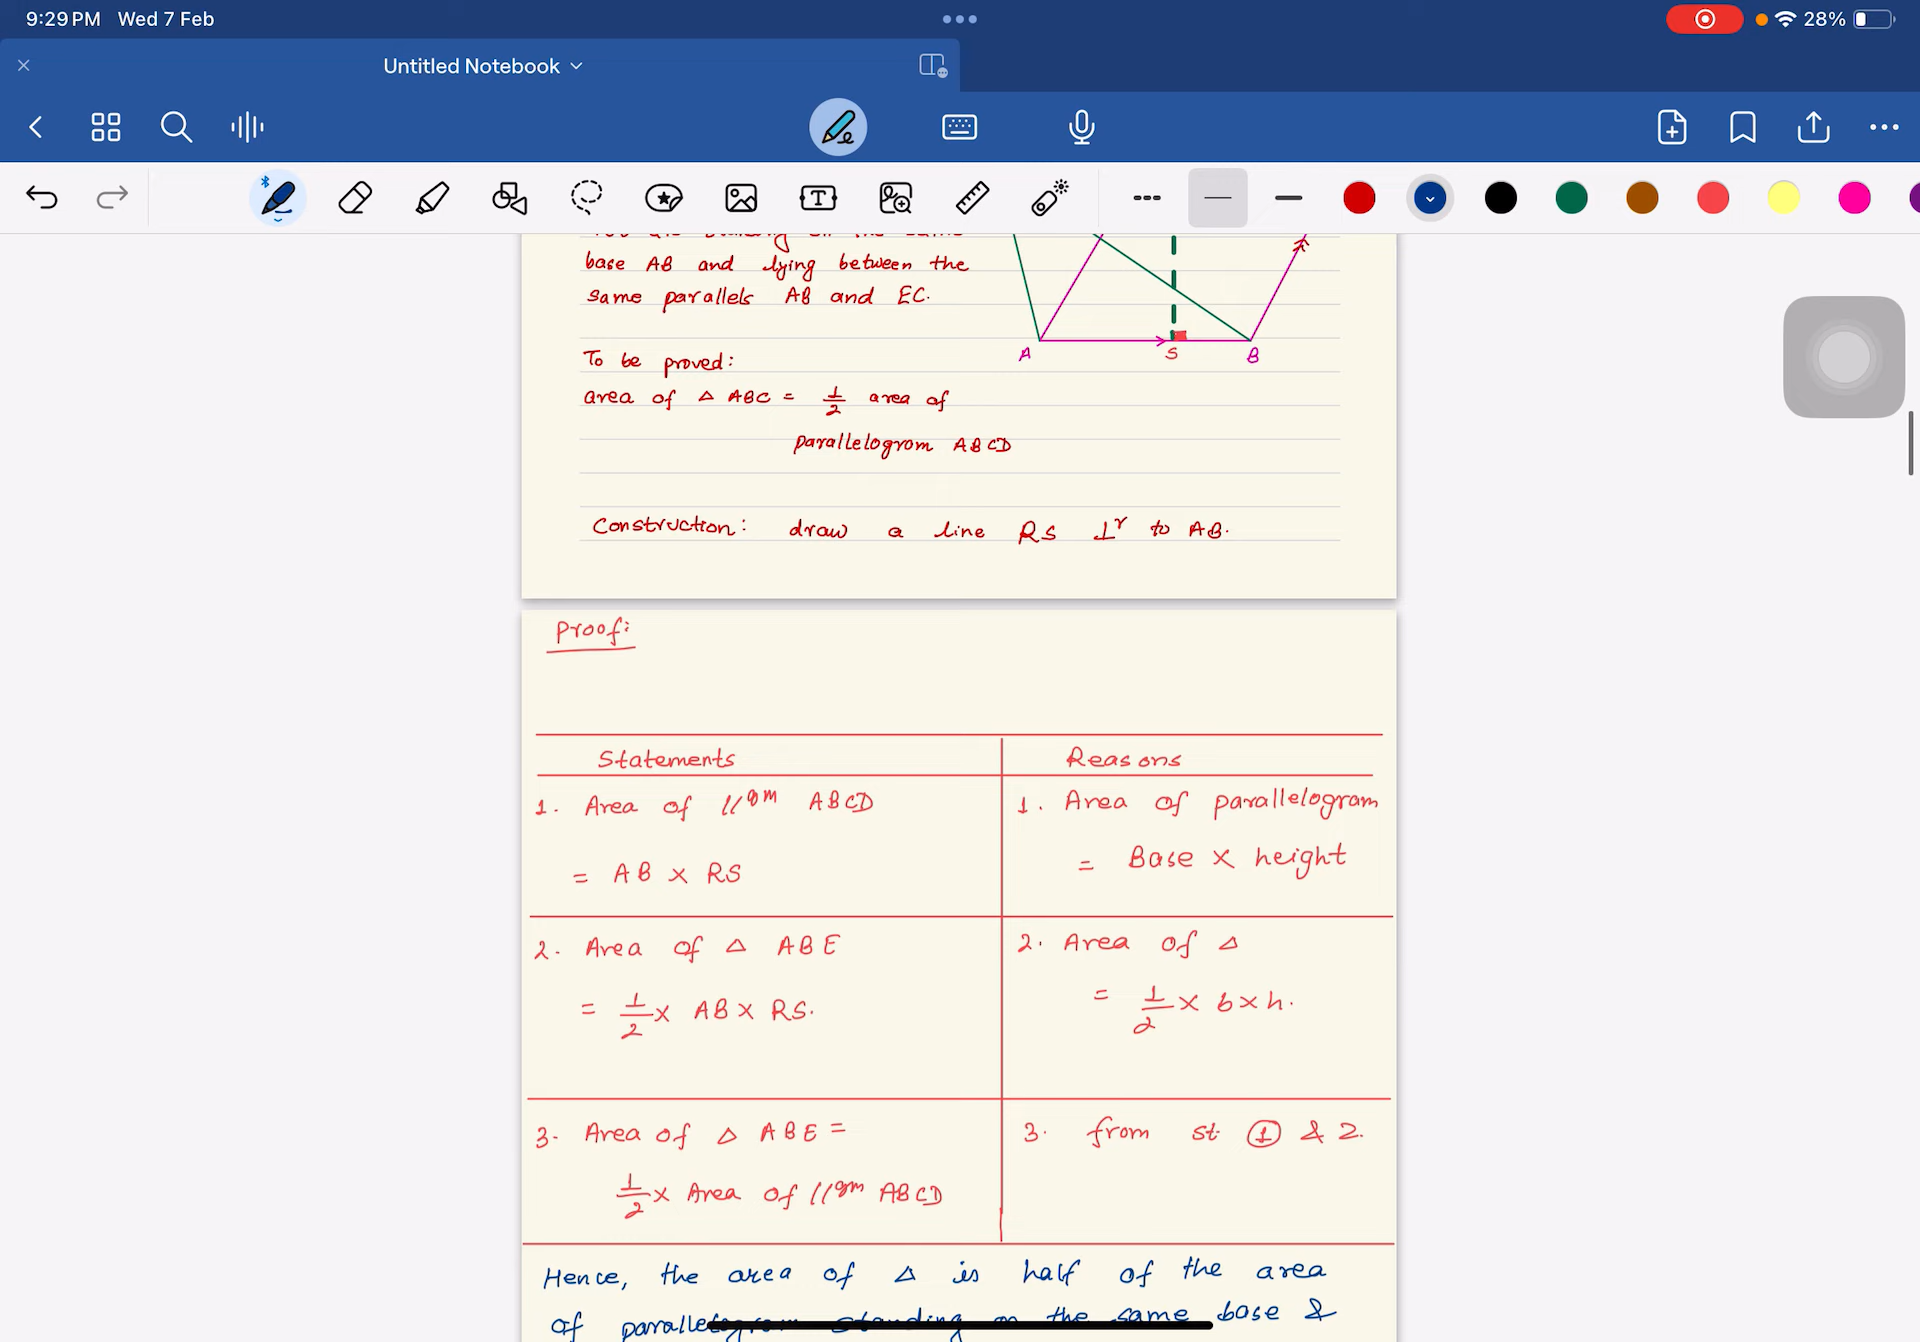 9:29 PM Wed 7 Feb
28%
Untitled Notebook
base AB and lying between the
same parallels AB and EC.
A
S
B
To be proved:
area of △ ABC = 1/2 area of
parallelogram ABCD
Construction: draw a line RS ⊥r to AB.
Proof:
Statements
Reasons
1. Area of //gm ABCD
= AB × RS
1. Area of parallelogram
= Base × height
2. Area of △ ABE
= 1/2 × AB × RS.
2. Area of △
= 1/2 × b × h.
3. Area of △ ABE =
1/2 × Area of //gm ABCD
3. from st. ① & 2.
Hence, the area of △ is half of the area
of parallelogram standing on the same base &